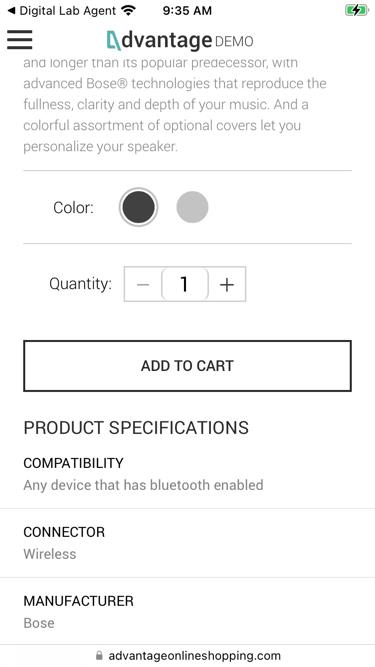 ◀ Digital Lab Agent 9:35 AM
Advantage DEMO
and longer than its popular predecessor, with
advanced Bose® technologies that reproduce the
fullness, clarity and depth of your music. And a
colorful assortment of optional covers let you
personalize your speaker.
Color:
Quantity: − 1 +
ADD TO CART
PRODUCT SPECIFICATIONS
COMPATIBILITY
Any device that has bluetooth enabled
CONNECTOR
Wireless
MANUFACTURER
Bose
advantageonlineshopping.com